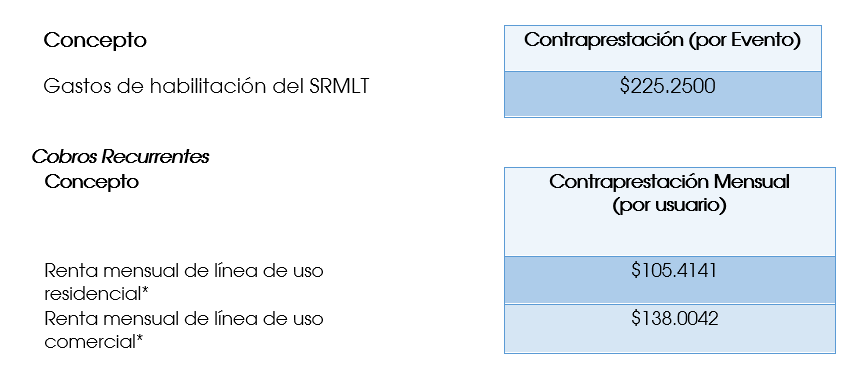 Concepto
Contraprestación (por Evento)
Gastos de habilitación del SRMLT
$225.2500
Cobros Recurrentes
Concepto
Contraprestación Mensual
(por usuario)
Renta mensual de línea de uso
residencial*
$105.4141
Renta mensual de línea de uso
comercial*
$138.0042